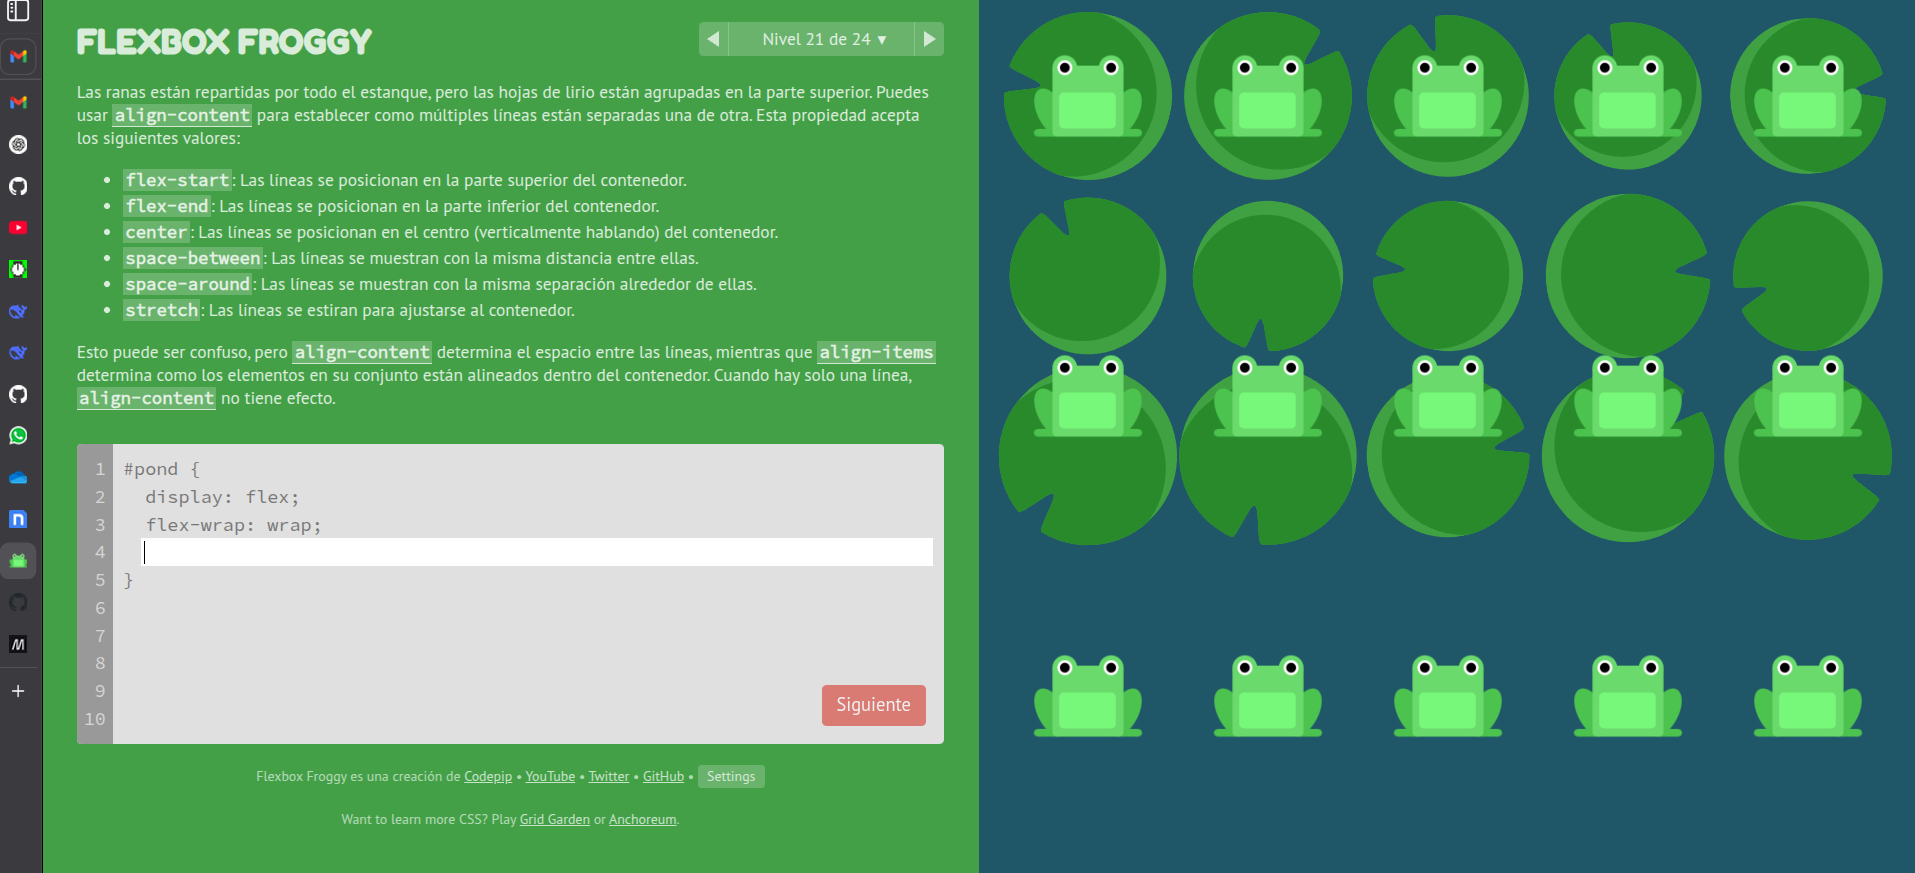 FLEXBOX FROGGY
Nivel 21 de 24 ▾
Las ranas están repartidas por todo el estanque, pero las hojas de lirio están agrupadas en la parte superior. Puedes
usar align-content para establecer como múltiples líneas están separadas una de otra. Esta propiedad acepta
los siguientes valores:
• flex-start: Las líneas se posicionan en la parte superior del contenedor.
• flex-end: Las líneas se posicionan en la parte inferior del contenedor.
• center: Las líneas se posicionan en el centro (verticalmente hablando) del contenedor.
• space-between: Las líneas se muestran con la misma distancia entre ellas.
• space-around: Las líneas se muestran con la misma separación alrededor de ellas.
• stretch: Las líneas se estiran para ajustarse al contenedor.
Esto puede ser confuso, pero align-content determina el espacio entre las líneas, mientras que align-items
determina como los elementos en su conjunto están alineados dentro del contenedor. Cuando hay solo una línea,
align-content no tiene efecto.
1 #pond {
2 display: flex;
3 flex-wrap: wrap;
4
5 }
6
7
8
9
10
Siguiente
Flexbox Froggy es una creación de Codepip • YouTube • Twitter • GitHub • Settings
Want to learn more CSS? Play Grid Garden or Anchoreum.